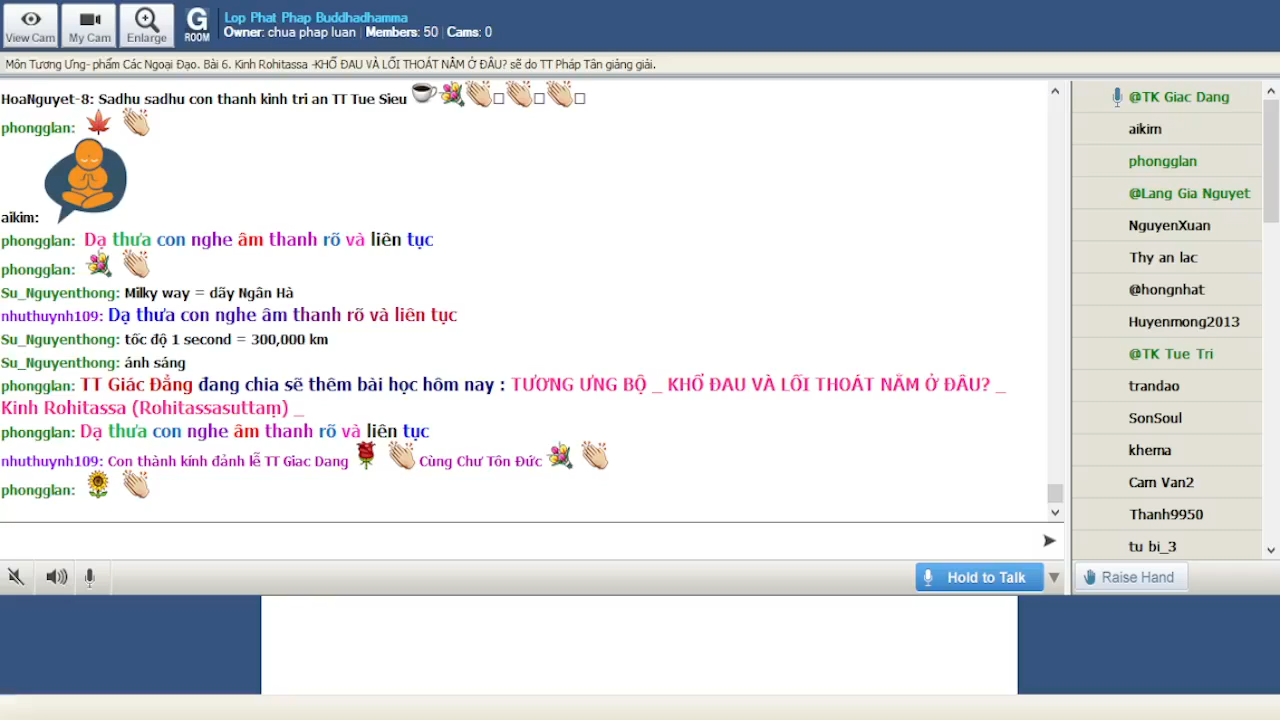 View Cam
My Cam
Enlarge
G
ROOM
Lop Phat Phap Buddhadhamma
Owner: chua phap luan | Members: 50 | Cams: 0
Môn Tương Ưng- phẩm Các Ngoại Đạo. Bài 6. Kinh Rohitassa -KHỔ ĐAU VÀ LỐI THOÁT NẰM Ở ĐÂU? sẽ do TT Pháp Tân giảng giải.
HoaNguyet-8: Sadhu sadhu con thanh kinh tri an TT Tue Sieu
phongglan:
aikim:
phongglan: Dạ thưa con nghe âm thanh rõ và liên tục
phongglan:
Su_Nguyenthong: Milky way = dãy Ngân Hà
nhuthuynh109: Dạ thưa con nghe âm thanh rõ và liên tục
Su_Nguyenthong: tốc độ 1 second = 300,000 km
Su_Nguyenthong: ánh sáng
phongglan: TT Giác Đẳng đang chia sẽ thêm bài học hôm nay : TƯƠNG ƯNG BỘ _ KHỔ ĐAU VÀ LỐI THOÁT NẰM Ở ĐÂU? _
Kinh Rohitassa (Rohitassasuttaṃ) _
phongglan: Dạ thưa con nghe âm thanh rõ và liên tục
nhuthuynh109: Con thành kính đảnh lễ TT Giac Dang Cùng Chư Tôn Đức
phongglan:
Hold to Talk
@TK Giac Dang
aikim
phongglan
@Lang Gia Nguyet
NguyenXuan
Thy an lac
@hongnhat
Huyenmong2013
@TK Tue Tri
trandao
SonSoul
khema
Cam Van2
Thanh9950
tu bi_3
Raise Hand